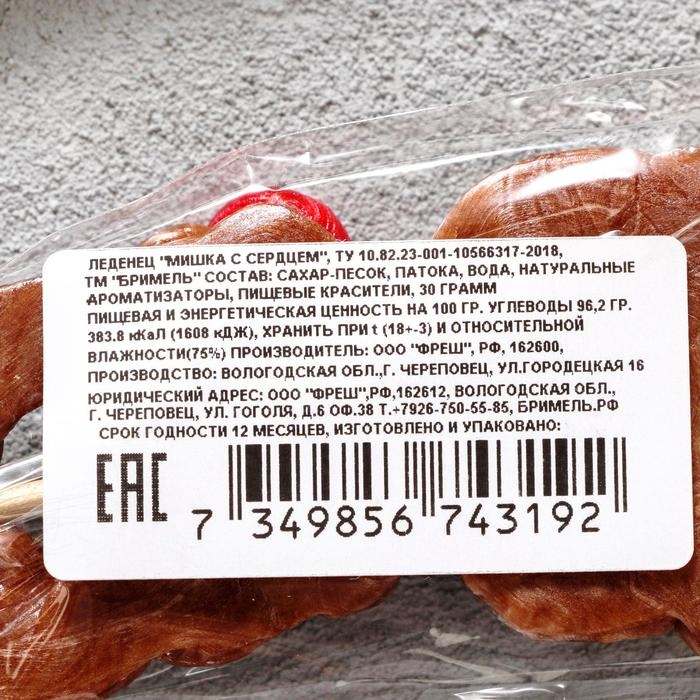 ЛЕДЕНЕЦ "МИШКА С СЕРДЦЕМ", ТУ 10.82.23-001-10566317-2018,
ТМ "БРИМЕЛЬ" СОСТАВ: САХАР-ПЕСОК, ПАТОКА, ВОДА, НАТУРАЛЬНЫЕ
АРОМАТИЗАТОРЫ, ПИЩЕВЫЕ КРАСИТЕЛИ, 30 ГРАММ
ПИЩЕВАЯ И ЭНЕРГЕТИЧЕСКАЯ ЦЕННОСТЬ НА 100 ГР. УГЛЕВОДЫ 96,2 ГР.
383.8 кКаЛ (1608 кДЖ), ХРАНИТЬ ПРИ t (18+-3) И ОТНОСИТЕЛЬНОЙ
ВЛАЖНОСТИ(75%) ПРОИЗВОДИТЕЛЬ: ООО "ФРЕШ", РФ, 162600,
ПРОИЗВОДСТВО: ВОЛОГОДСКАЯ ОБЛ.,Г. ЧЕРЕПОВЕЦ, УЛ.ГОРОДЕЦКАЯ 16
ЮРИДИЧЕСКИЙ АДРЕС: ООО "ФРЕШ",РФ,162612, ВОЛОГОДСКАЯ ОБЛ.,
Г. ЧЕРЕПОВЕЦ, УЛ. ГОГОЛЯ, Д.6 ОФ.38 Т.+7926-750-55-85, БРИМЕЛЬ.РФ
СРОК ГОДНОСТИ 12 МЕСЯЦЕВ, ИЗГОТОВЛЕНО И УПАКОВАНО:
ЕАС
7 349856 743192